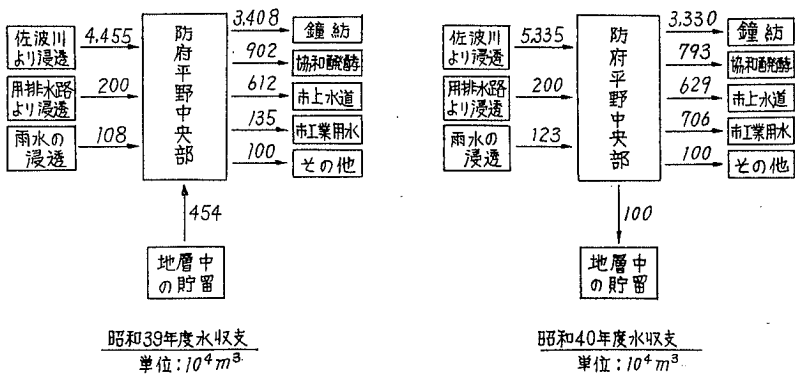 佐波川
より浸透
4,455
用排水路
より浸透
200
雨水の
浸透
108
防府平野中央部
3,408
鐘紡
902
協和醗酵
612
市上水道
135
市工業用水
100
その他
454
地層中
の貯留
昭和39年度水収支
単位：10⁴m³
佐波川
より浸透
5,335
用排水路
より浸透
200
雨水の
浸透
123
防府平野中央部
3,330
鐘紡
793
協和醗酵
629
市上水道
706
市工業用水
100
その他
100
地層中
の貯留
昭和40年度水収支
単位：10⁴m³